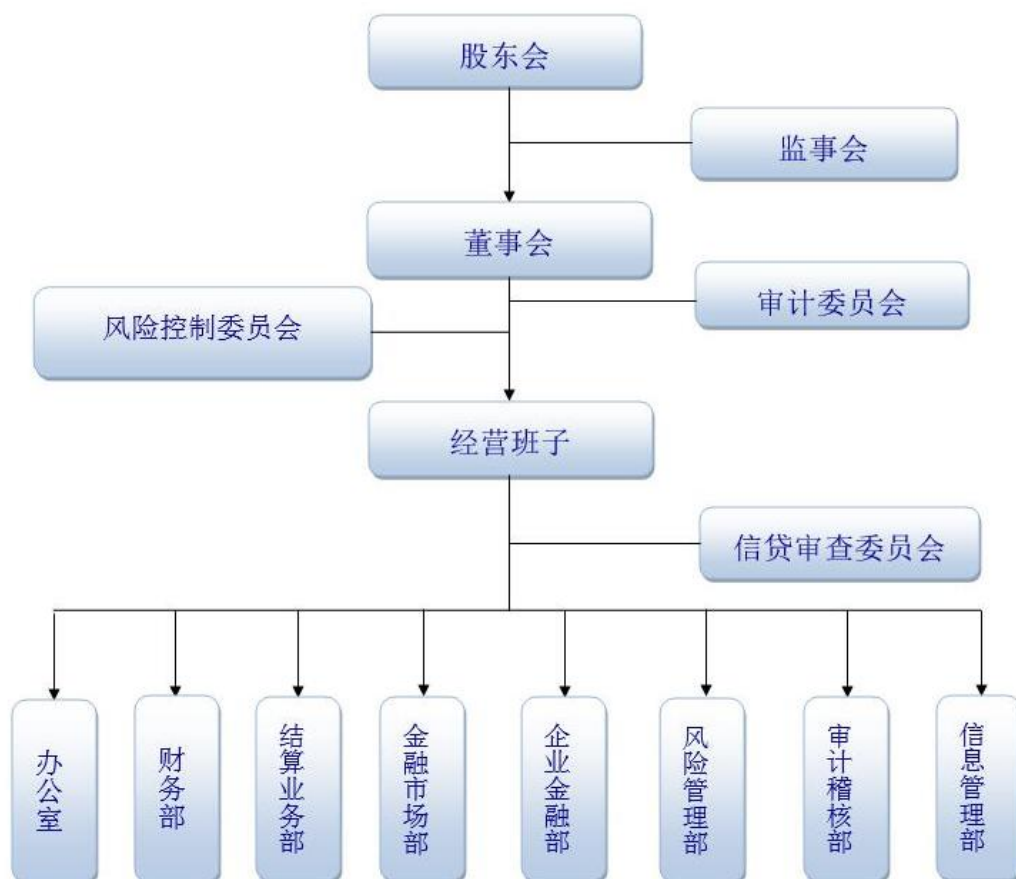 股东会
监事会
董事会
审计委员会
风险控制委员会
经营班子
信贷审查委员会
办公室
财务部
结算业务部
金融市场部
企业金融部
风险管理部
审计稽核部
信息管理部